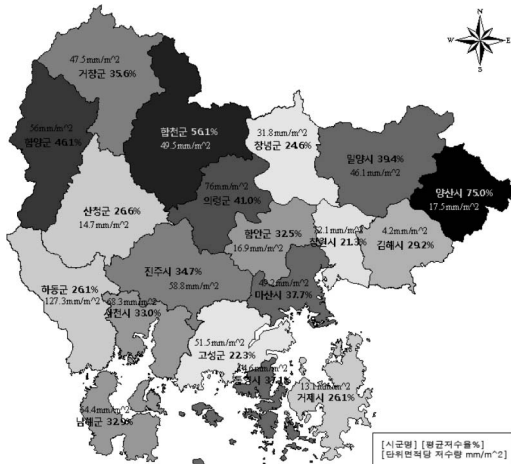 N
W
E
S
47.5mm/m^2
거창군 35.6%
56mm/m^2
함양군 46.1%
합천군 56.1%
49.5mm/m^2
31.8mm/m^2
창녕군 24.6%
밀양시 39.4%
46.1mm/m^2
양산시 75.0%
17.5mm/m^2
76mm/m^2
의령군 41.0%
산청군 26.6%
14.7mm/m^2
함안군 32.5%
16.9mm/m^2
창원시 21.3%
4.2mm/m^2
김해시 29.2%
진주시 34.7%
58.8mm/m^2
49.2mm/m^2
마산시 37.7%
하동군 26.1%
127.3mm/m^2
68.3mm/m^2
사천시 33.0%
51.5mm/m^2
고성군 22.3%
13.1mm/m^2
거제시 26.1%
남해군 32.9%
[시군명] [평균저수율%]
[단위면적당 저수량 mm/m^2]